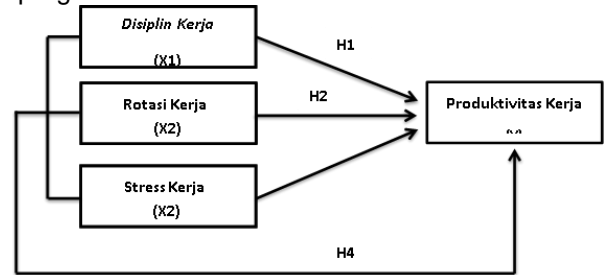 Disiplin Kerja
(X1)
H1
Rotasi Kerja
(X2)
H2
Produktivitas Kerja
Stress Kerja
(X2)
H4